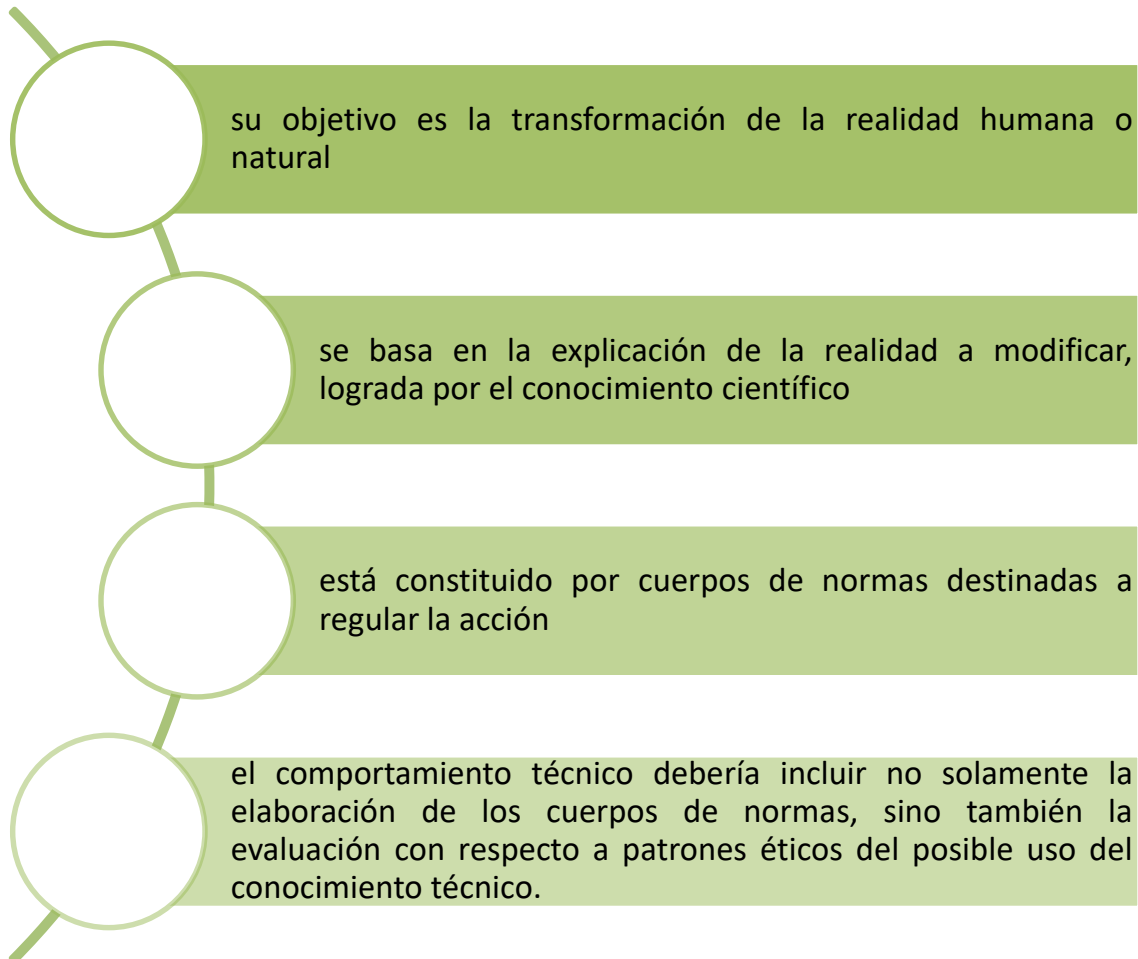 su objetivo es la transformación de la realidad humana o
natural
se basa en la explicación de la realidad a modificar,
lograda por el conocimiento científico
está constituido por cuerpos de normas destinadas a
regular la acción
el comportamiento técnico debería incluir no solamente la
elaboración de los cuerpos de normas, sino también la
evaluación con respecto a patrones éticos del posible uso del
conocimiento técnico.